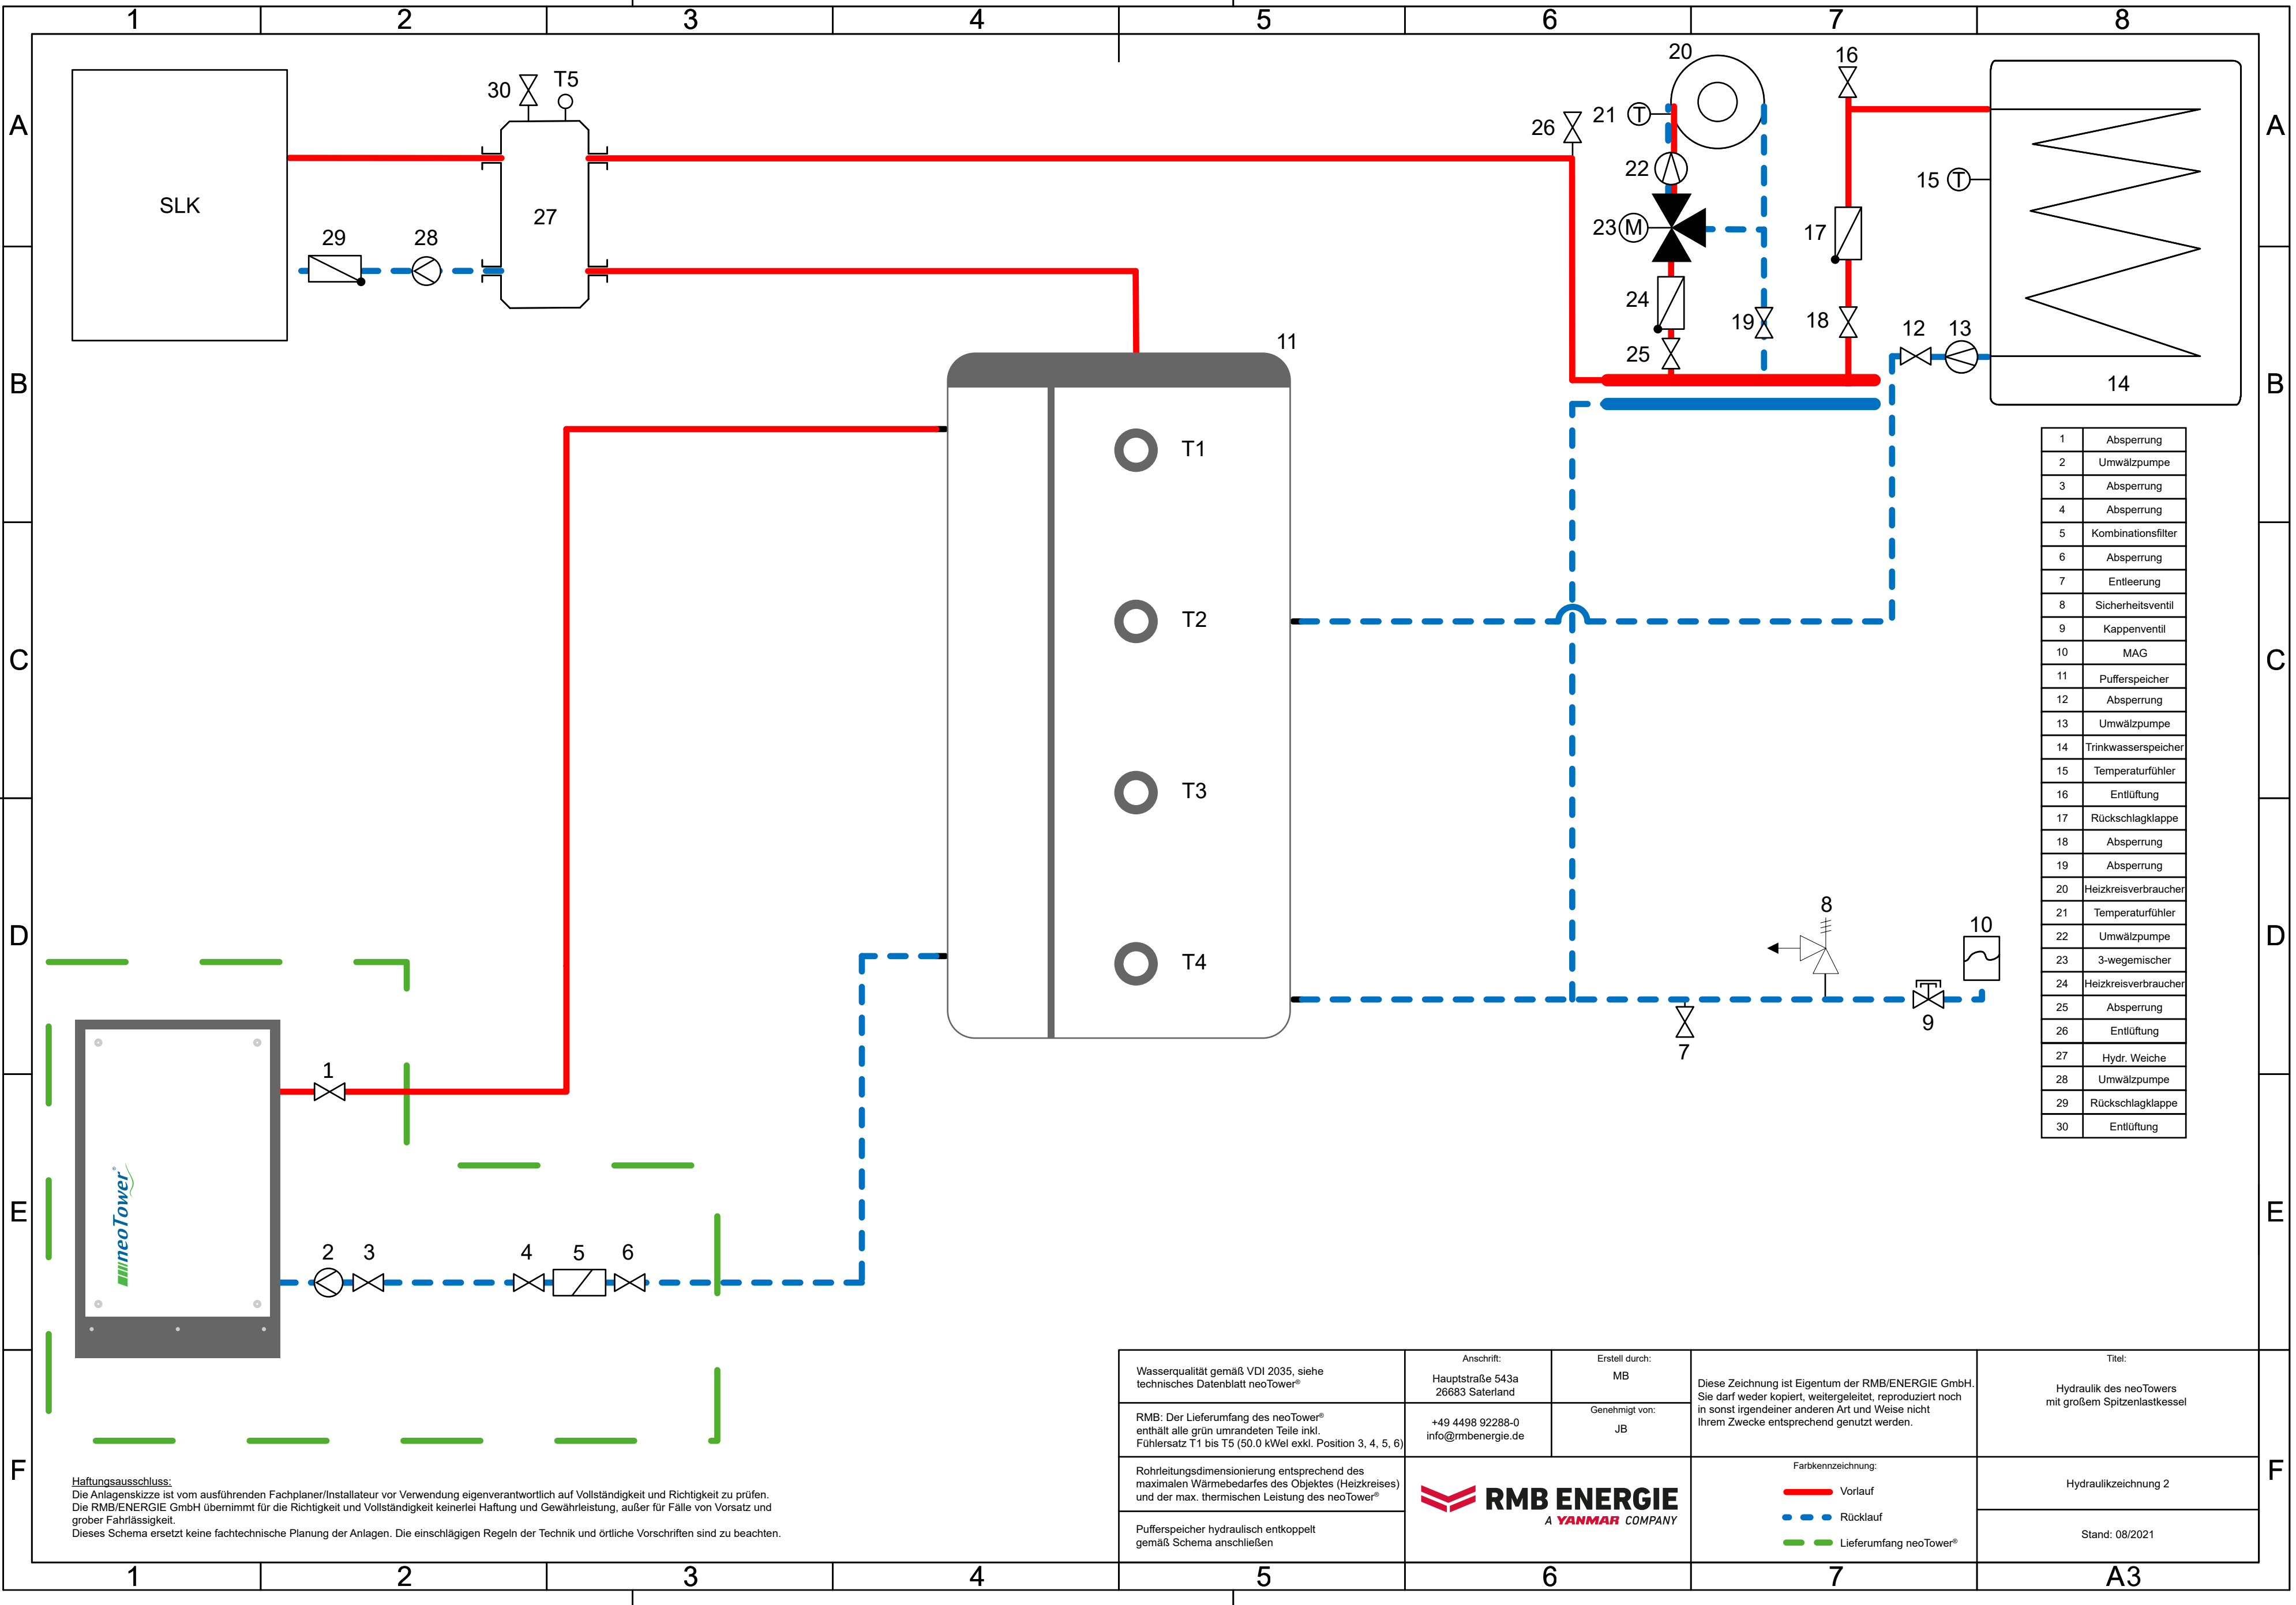 1 2 3 4 5 6 7 8
A
B
C
D
E
F
A
B
C
D
E
F
SLK
30
T5
27
29
28
26
20
21
T
22
23
M
24
25
19
16
15
T
17
18
12
13
14
11
T1
T2
T3
T4
8
10
7
9
1
neoTower®
2
3
4
5
6
1 Absperrung
2 Umwälzpumpe
3 Absperrung
4 Absperrung
5 Kombinationsfilter
6 Absperrung
7 Entleerung
8 Sicherheitsventil
9 Kappenventil
10 MAG
11 Pufferspeicher
12 Absperrung
13 Umwälzpumpe
14 Trinkwasserspeicher
15 Temperaturfühler
16 Entlüftung
17 Rückschlagklappe
18 Absperrung
19 Absperrung
20 Heizkreisverbraucher
21 Temperaturfühler
22 Umwälzpumpe
23 3-wegemischer
24 Heizkreisverbraucher
25 Absperrung
26 Entlüftung
27 Hydr. Weiche
28 Umwälzpumpe
29 Rückschlagklappe
30 Entlüftung
Haftungsausschluss:
Die Anlagenskizze ist vom ausführenden Fachplaner/Installateur vor Verwendung eigenverantwortlich auf Vollständigkeit und Richtigkeit zu prüfen.
Die RMB/ENERGIE GmbH übernimmt für die Richtigkeit und Vollständigkeit keinerlei Haftung und Gewährleistung, außer für Fälle von Vorsatz und
grober Fahrlässigkeit.
Dieses Schema ersetzt keine fachtechnische Planung der Anlagen. Die einschlägigen Regeln der Technik und örtliche Vorschriften sind zu beachten.
Wasserqualität gemäß VDI 2035, siehe
technisches Datenblatt neoTower®
RMB: Der Lieferumfang des neoTower®
enthält alle grün umrandeten Teile inkl.
Fühlersatz T1 bis T5 (50.0 kWel exkl. Position 3, 4, 5, 6)
Rohrleitungsdimensionierung entsprechend des
maximalen Wärmebedarfes des Objektes (Heizkreises)
und der max. thermischen Leistung des neoTower®
Pufferspeicher hydraulisch entkoppelt
gemäß Schema anschließen
Anschrift:
Hauptstraße 543a
26683 Saterland
+49 4498 92288-0
info@rmbenergie.de
Erstell durch:
MB
Genehmigt von:
JB
RMB ENERGIE
A YANMAR COMPANY
Diese Zeichnung ist Eigentum der RMB/ENERGIE GmbH.
Sie darf weder kopiert, weitergeleitet, reproduziert noch
in sonst irgendeiner anderen Art und Weise nicht
Ihrem Zwecke entsprechend genutzt werden.
Farbkennzeichnung:
Vorlauf
Rücklauf
Lieferumfang neoTower®
Titel:
Hydraulik des neoTowers
mit großem Spitzenlastkessel
Hydraulikzeichnung 2
Stand: 08/2021
1 2 3 4 5 6 7 A3